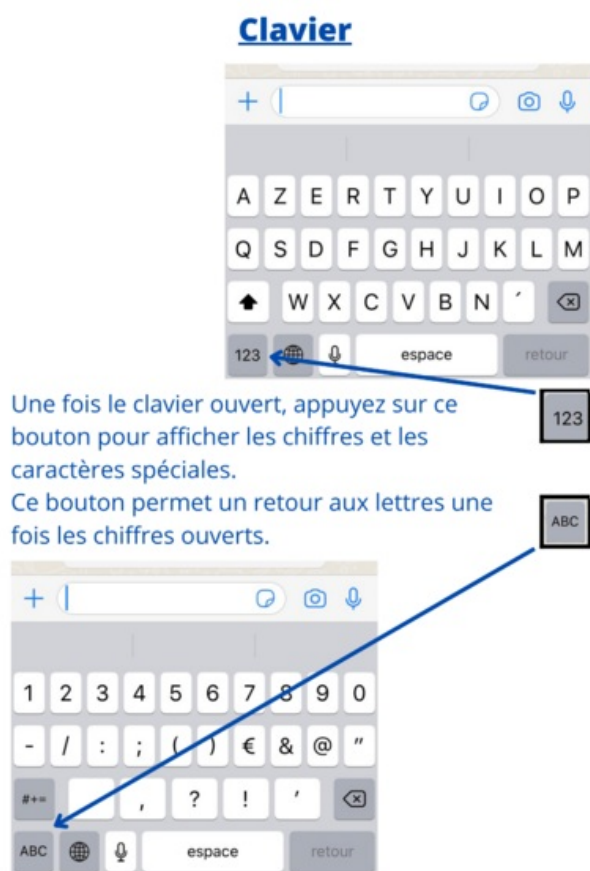 Clavier
A Z E R T Y U I O P
Q S D F G H J K L M
W X C V B N ´
123 espace retour
Une fois le clavier ouvert, appuyez sur ce
bouton pour afficher les chiffres et les
caractères spéciales.
123
Ce bouton permet un retour aux lettres une
fois les chiffres ouverts.
ABC
1 2 3 4 5 6 7 8 9 0
- / : ; ( ) € & @ "
#+= , ? ! '
ABC espace retour